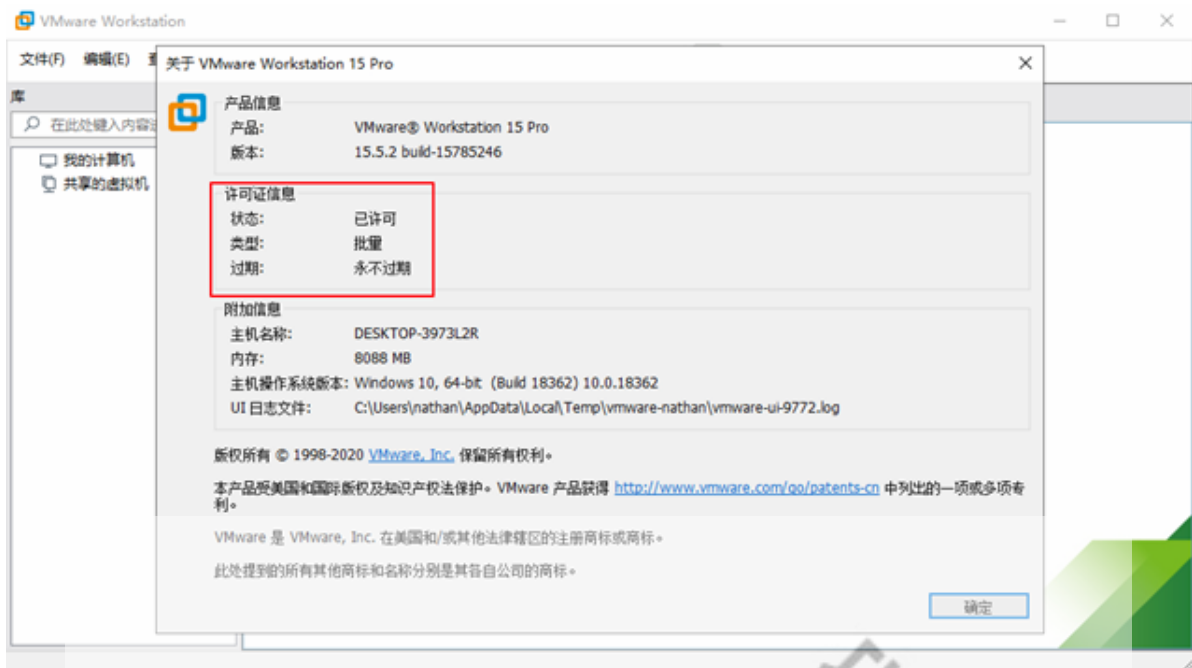 VMware Workstation
文件(F) 编辑(E)
关于 VMware Workstation 15 Pro
库
在此处键入内容
我的计算机
共享的虚拟机
产品信息
产品: VMware® Workstation 15 Pro
版本: 15.5.2 build-15785246
许可证信息
状态: 已许可
类型: 批量
过期: 永不过期
附加信息
主机名称: DESKTOP-3973L2R
内存: 8088 MB
主机操作系统版本: Windows 10, 64-bit (Build 18362) 10.0.18362
UI 日志文件: C:\Users\nathan\AppData\Local\Temp\vmware-nathan\vmware-ui-9772.log
版权所有 © 1998-2020 VMware, Inc. 保留所有权利。
本产品受美国和国际版权及知识产权法保护。VMware 产品获得 http://www.vmware.com/go/patents-cn 中列出的一项或多项专
利。
VMware 是 VMware, Inc. 在美国和/或其他法律辖区的注册商标或商标。
此处提到的所有其他商标和名称分别是其各自公司的商标。
确定